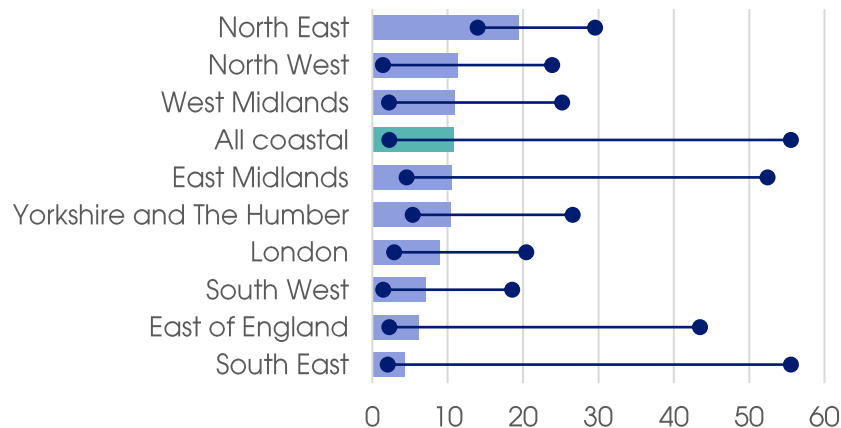 North East
North West
West Midlands
All coastal
East Midlands
Yorkshire and The Humber
London
South West
East of England
South East
0 10 20 30 40 50 60